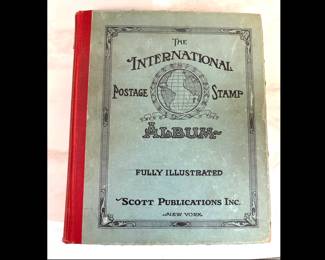 THE
INTERNATIONAL
POSTAGE STAMP
ALBUM
FULLY ILLUSTRATED
SCOTT PUBLICATIONS INC.
NEW YORK.